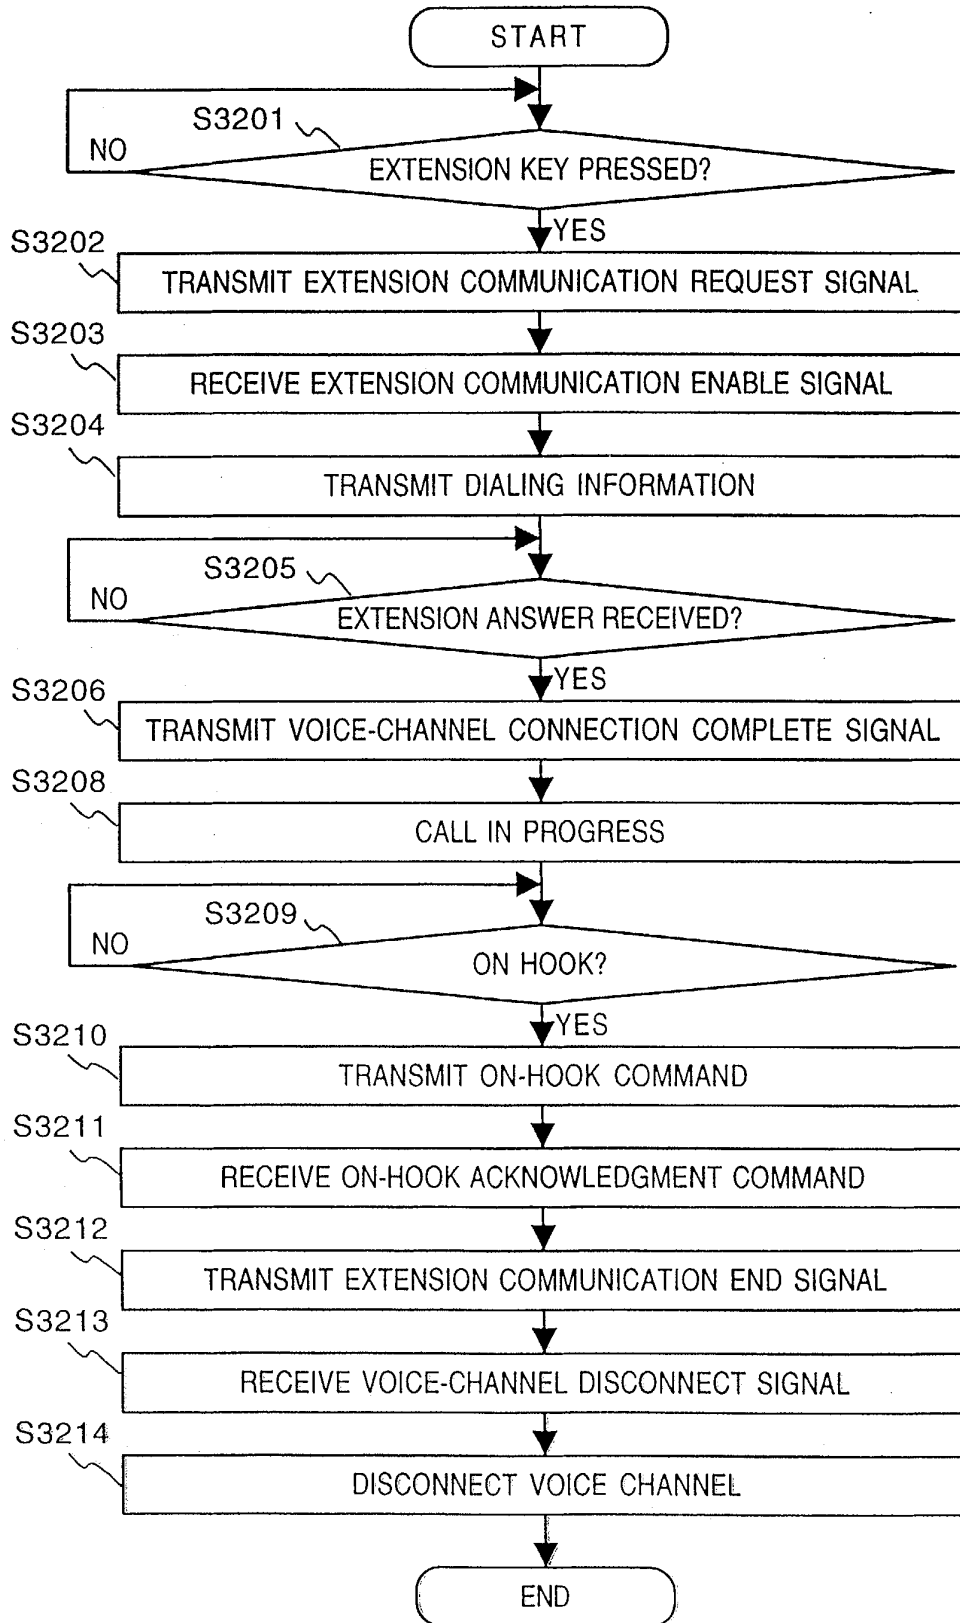 START
S3201
NO
EXTENSION KEY PRESSED?
YES
S3202
TRANSMIT EXTENSION COMMUNICATION REQUEST SIGNAL
S3203
RECEIVE EXTENSION COMMUNICATION ENABLE SIGNAL
S3204
TRANSMIT DIALING INFORMATION
S3205
NO
EXTENSION ANSWER RECEIVED?
YES
S3206
TRANSMIT VOICE-CHANNEL CONNECTION COMPLETE SIGNAL
S3208
CALL IN PROGRESS
S3209
NO
ON HOOK?
YES
S3210
TRANSMIT ON-HOOK COMMAND
S3211
RECEIVE ON-HOOK ACKNOWLEDGMENT COMMAND
S3212
TRANSMIT EXTENSION COMMUNICATION END SIGNAL
S3213
RECEIVE VOICE-CHANNEL DISCONNECT SIGNAL
S3214
DISCONNECT VOICE CHANNEL
END